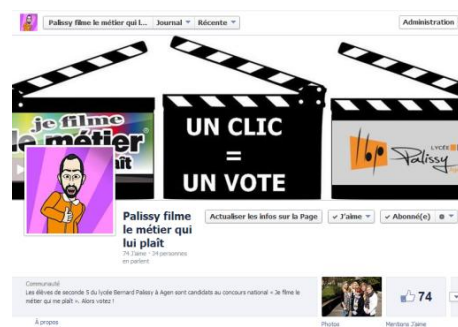 Palissy filme le métier qui l... Journal Récente Administration
je filme
le métier
plaît
UN CLIC
=
UN VOTE
LYCÉE
Palissy
Palissy filme
le métier qui
lui plaît
74 J'aime · 34 personnes
en parlent
Actualiser les infos sur la Page J'aime Abonné(e)
Communauté
Les élèves de seconde 5 du lycée Bernard Palissy à Agen sont candidats au concours national « Je filme le
métier qui me plaît ». Alors votez !
À propos
Photos
74
Mentions J'aime